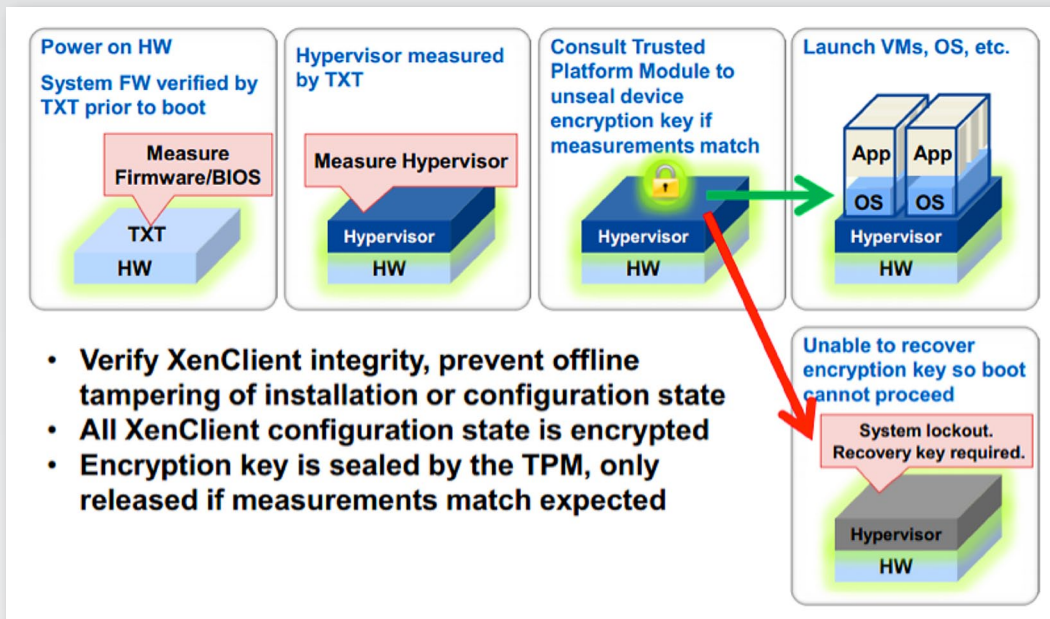 Power on HW
System FW verified by
TXT prior to boot
Measure
Firmware/BIOS
TXT
HW
Hypervisor measured
by TXT
Measure Hypervisor
Hypervisor
HW
Consult Trusted
Platform Module to
unseal device
encryption key if
measurements match
Hypervisor
HW
Launch VMs, OS, etc.
App
App
OS
OS
Hypervisor
HW
• Verify XenClient integrity, prevent offline
tampering of installation or configuration state
• All XenClient configuration state is encrypted
• Encryption key is sealed by the TPM, only
released if measurements match expected
Unable to recover
encryption key so boot
cannot proceed
System lockout.
Recovery key required.
Hypervisor
HW